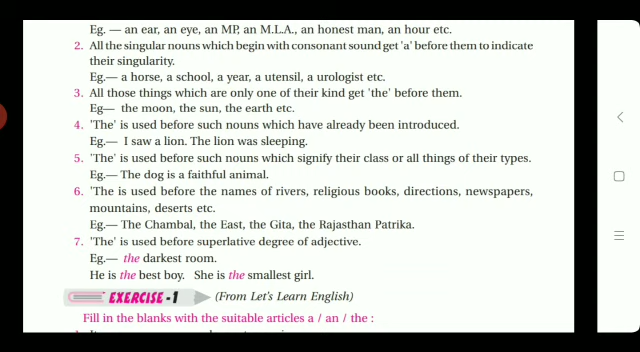 Eg. — an ear, an eye, an MP, an M.L.A., an honest man, an hour etc.
2. All the singular nouns which begin with consonant sound get 'a' before them to indicate
their singularity.
Eg.— a horse, a school, a year, a utensil, a urologist etc.
3. All those things which are only one of their kind get 'the' before them.
Eg— the moon, the sun, the earth etc.
4. 'The' is used before such nouns which have already been introduced.
Eg.— I saw a lion. The lion was sleeping.
5. 'The' is used before such nouns which signify their class or all things of their types.
Eg.— The dog is a faithful animal.
6. 'The is used before the names of rivers, religious books, directions, newspapers,
mountains, deserts etc.
Eg.— The Chambal, the East, the Gita, the Rajasthan Patrika.
7. 'The' is used before superlative degree of adjective.
Eg.— the darkest room.
He is the best boy. She is the smallest girl.
EXERCISE -1 (From Let's Learn English)
Fill in the blanks with the suitable articles a / an / the :